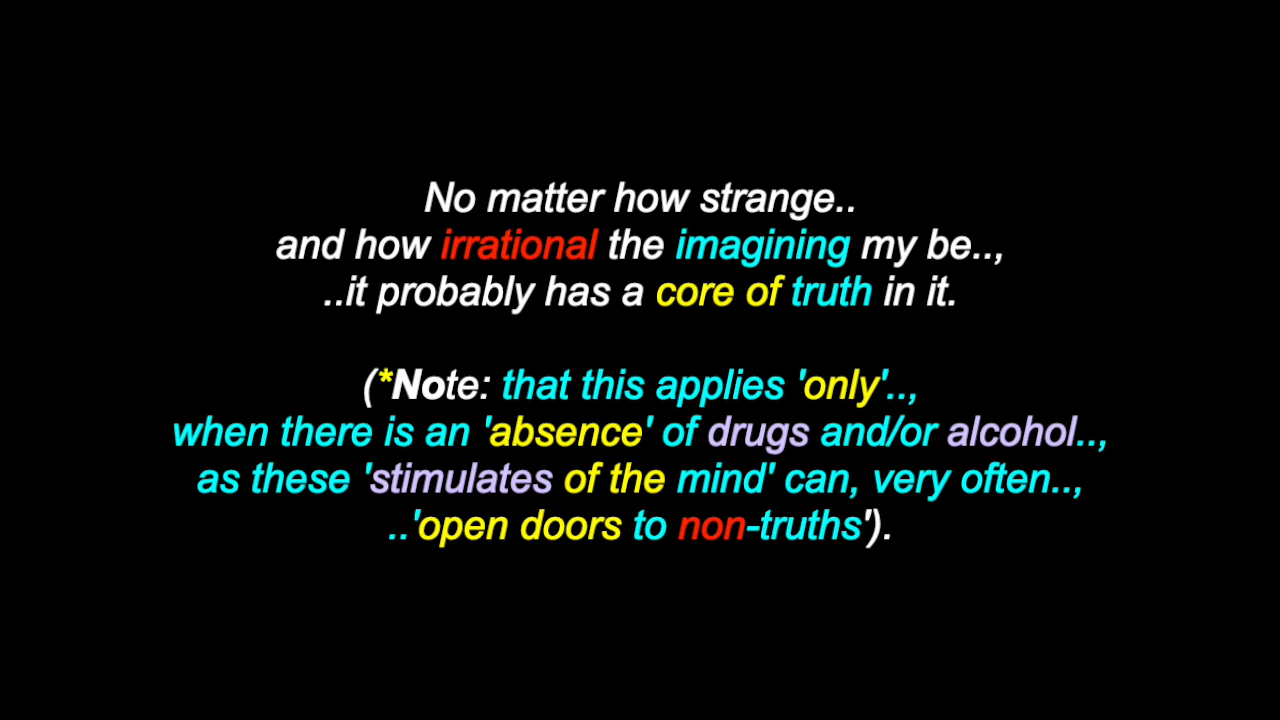 No matter how strange..
and how irrational the imagining my be..,
..it probably has a core of truth in it.
(*Note: that this applies 'only'..,
when there is an 'absence' of drugs and/or alcohol..,
as these 'stimulates of the mind' can, very often..,
..'open doors to non-truths').